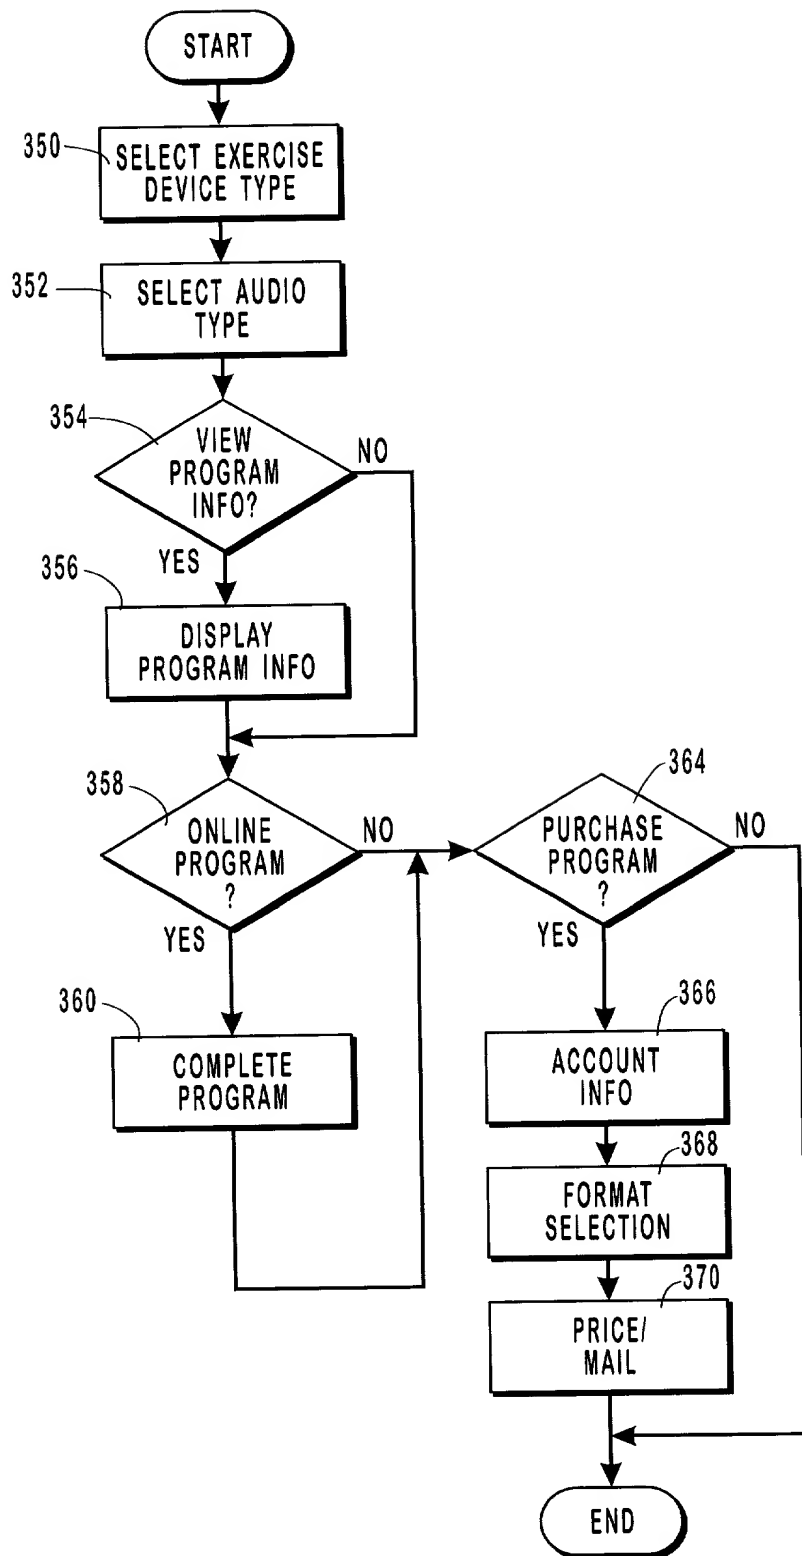 START
350
SELECT EXERCISE
DEVICE TYPE
352
SELECT AUDIO
TYPE
354
VIEW
PROGRAM
INFO?
NO
YES
356
DISPLAY
PROGRAM INFO
358
ONLINE
PROGRAM
?
NO
YES
360
COMPLETE
PROGRAM
364
PURCHASE
PROGRAM
?
NO
YES
366
ACCOUNT
INFO
368
FORMAT
SELECTION
370
PRICE/
MAIL
END